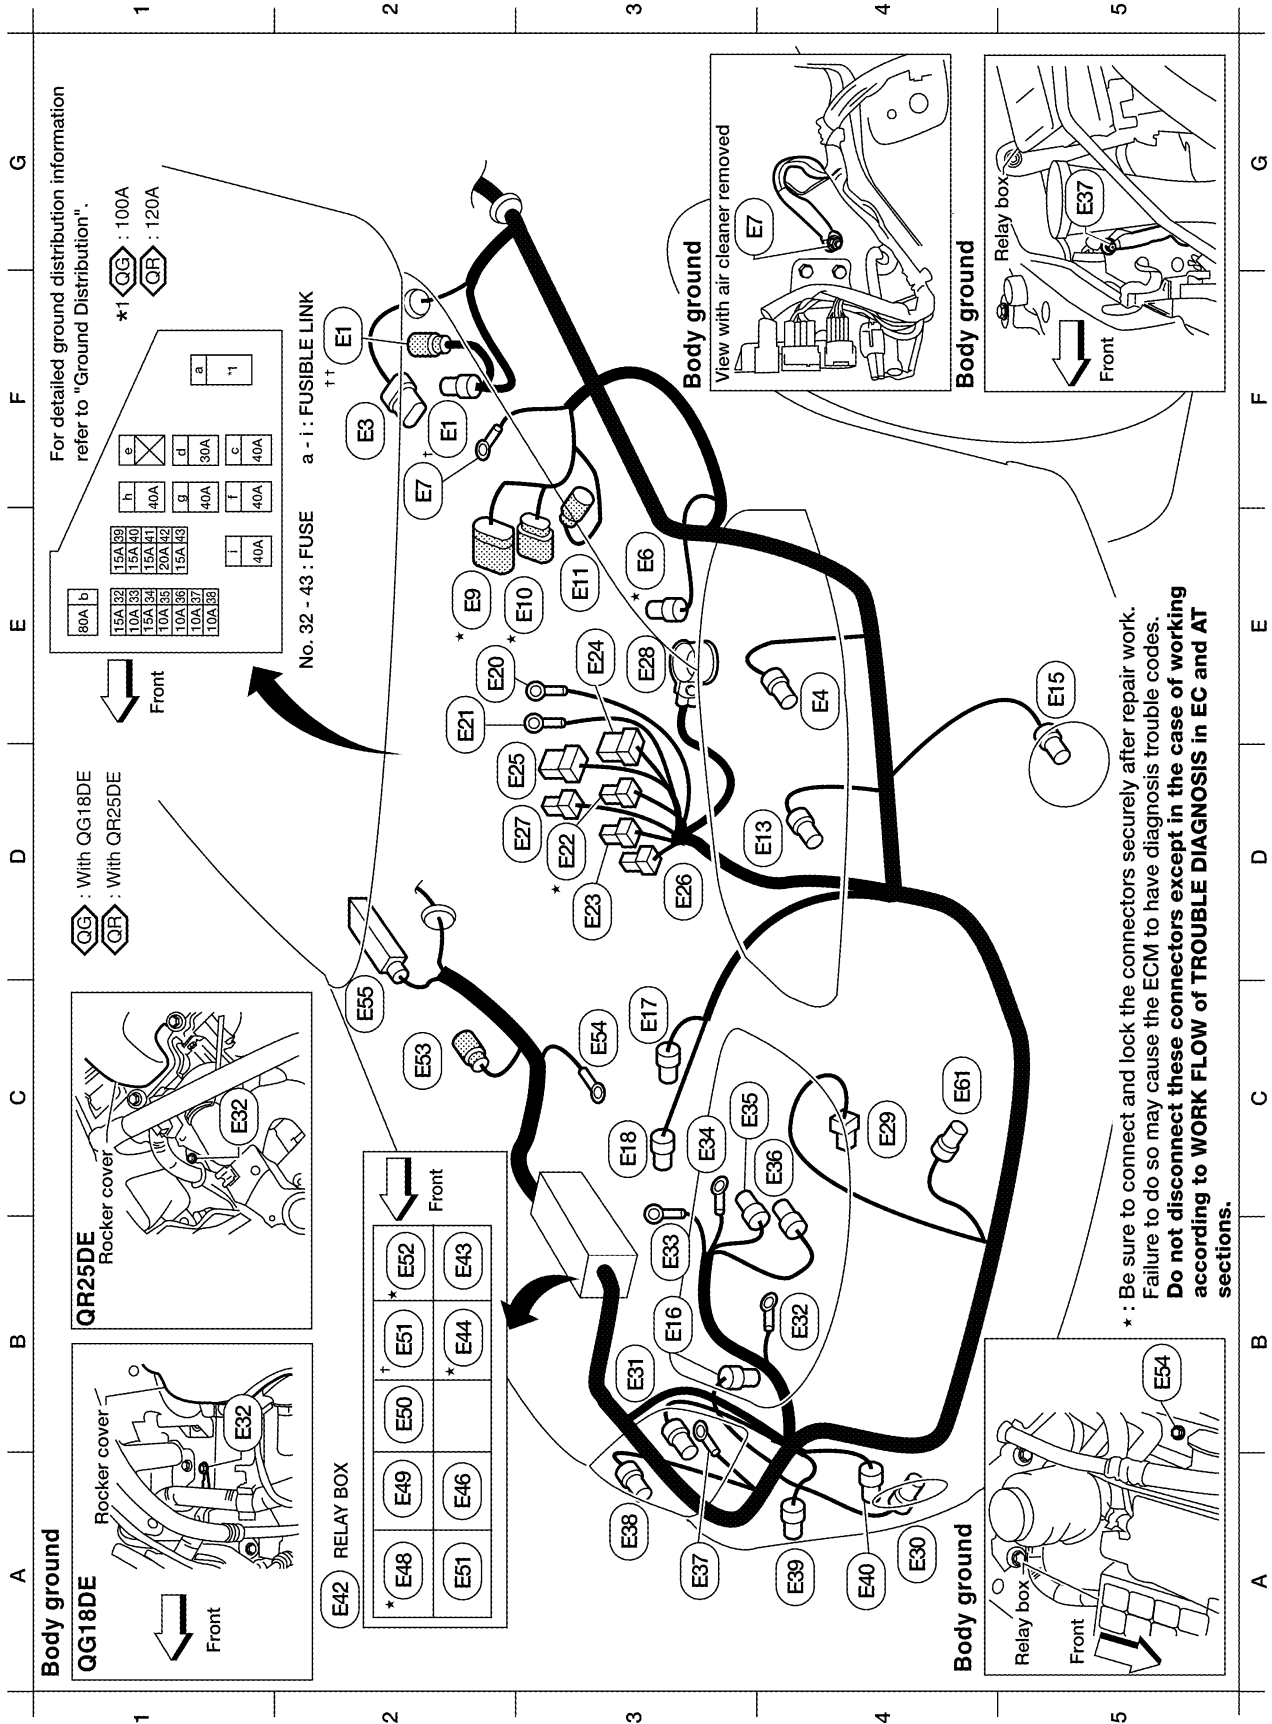 1
2
3
4
5
G
F
E
D
C
B
A
Body ground
QG18DE
Rocker cover
E32
Front
QR25DE
Rocker cover
E32
QG : With QG18DE
QR : With QR25DE
Front
80A b
15A 32
10A 33
15A 34
10A 35
10A 36
10A 37
10A 38
15A 39
15A 40
15A 41
20A 42
15A 43
i
40A
h
40A
g
40A
f
40A
e
d
30A
c
40A
a
*1
No. 32 - 43 : FUSE
a - i : FUSIBLE LINK
For detailed ground distribution information
refer to "Ground Distribution".
*1 QG : 100A
QR : 120A
E42 RELAY BOX
★ E48
E49
E50
† E51
★ E52
E51
E46
★ E44
E43
Front
E55
E53
E54
E3
†† E1
† E1
E7
★ E9
★ E10
E11
★ E6
E20
E21
E24
E28
E25
E27
★ E22
E23
E26
E13
E4
E15
E17
E18
E34
E35
E36
E33
E29
E61
E16
E32
E31
E38
E37
E39
E40
E30
Body ground
View with air cleaner removed
E7
Body ground
Relay box
E37
Front
Body ground
Relay box
Front
E54
★ : Be sure to connect and lock the connectors securely after repair work.
Failure to do so may cause the ECM to have diagnosis trouble codes.
Do not disconnect these connectors except in the case of working
according to WORK FLOW of TROUBLE DIAGNOSIS in EC and AT
sections.
1
2
3
4
5
G
F
E
D
C
B
A